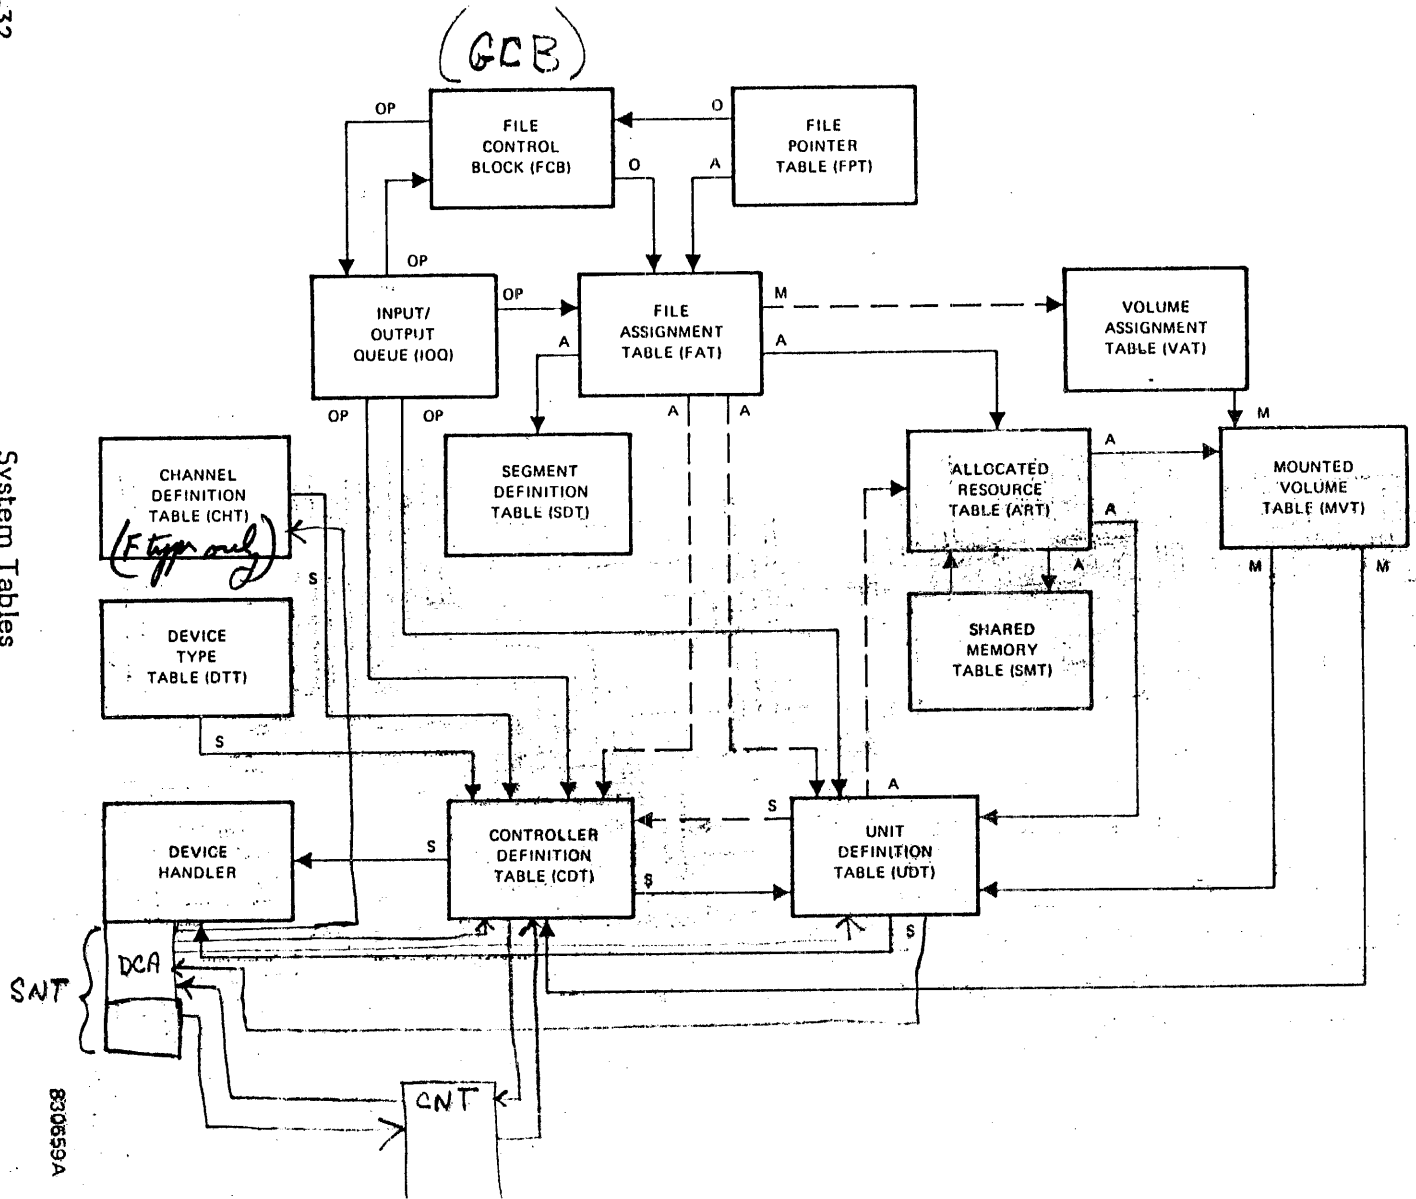 32
(GCB)
OP
FILE
CONTROL
BLOCK (FCB)
O
O
A
FILE
POINTER
TABLE (FPT)
OP
INPUT/
OUTPUT
QUEUE (IOQ)
OP
A
FILE
ASSIGNMENT
TABLE (FAT)
M
A
VOLUME
ASSIGNMENT
TABLE (VAT)
M
OP
OP
A
A
CHANNEL
DEFINITION
TABLE (CHT)
(F type only)
S
SEGMENT
DEFINITION
TABLE (SDT)
ALLOCATED
RESOURCE
TABLE (ART)
A
A
A
MOUNTED
VOLUME
TABLE (MVT)
M
M
System Tables
DEVICE
TYPE
TABLE (DTT)
S
SHARED
MEMORY
TABLE (SMT)
DEVICE
HANDLER
S
CONTROLLER
DEFINITION
TABLE (CDT)
S
S
A
UNIT
DEFINITION
TABLE (UDT)
S
SNT
DCA
CNT
830659A